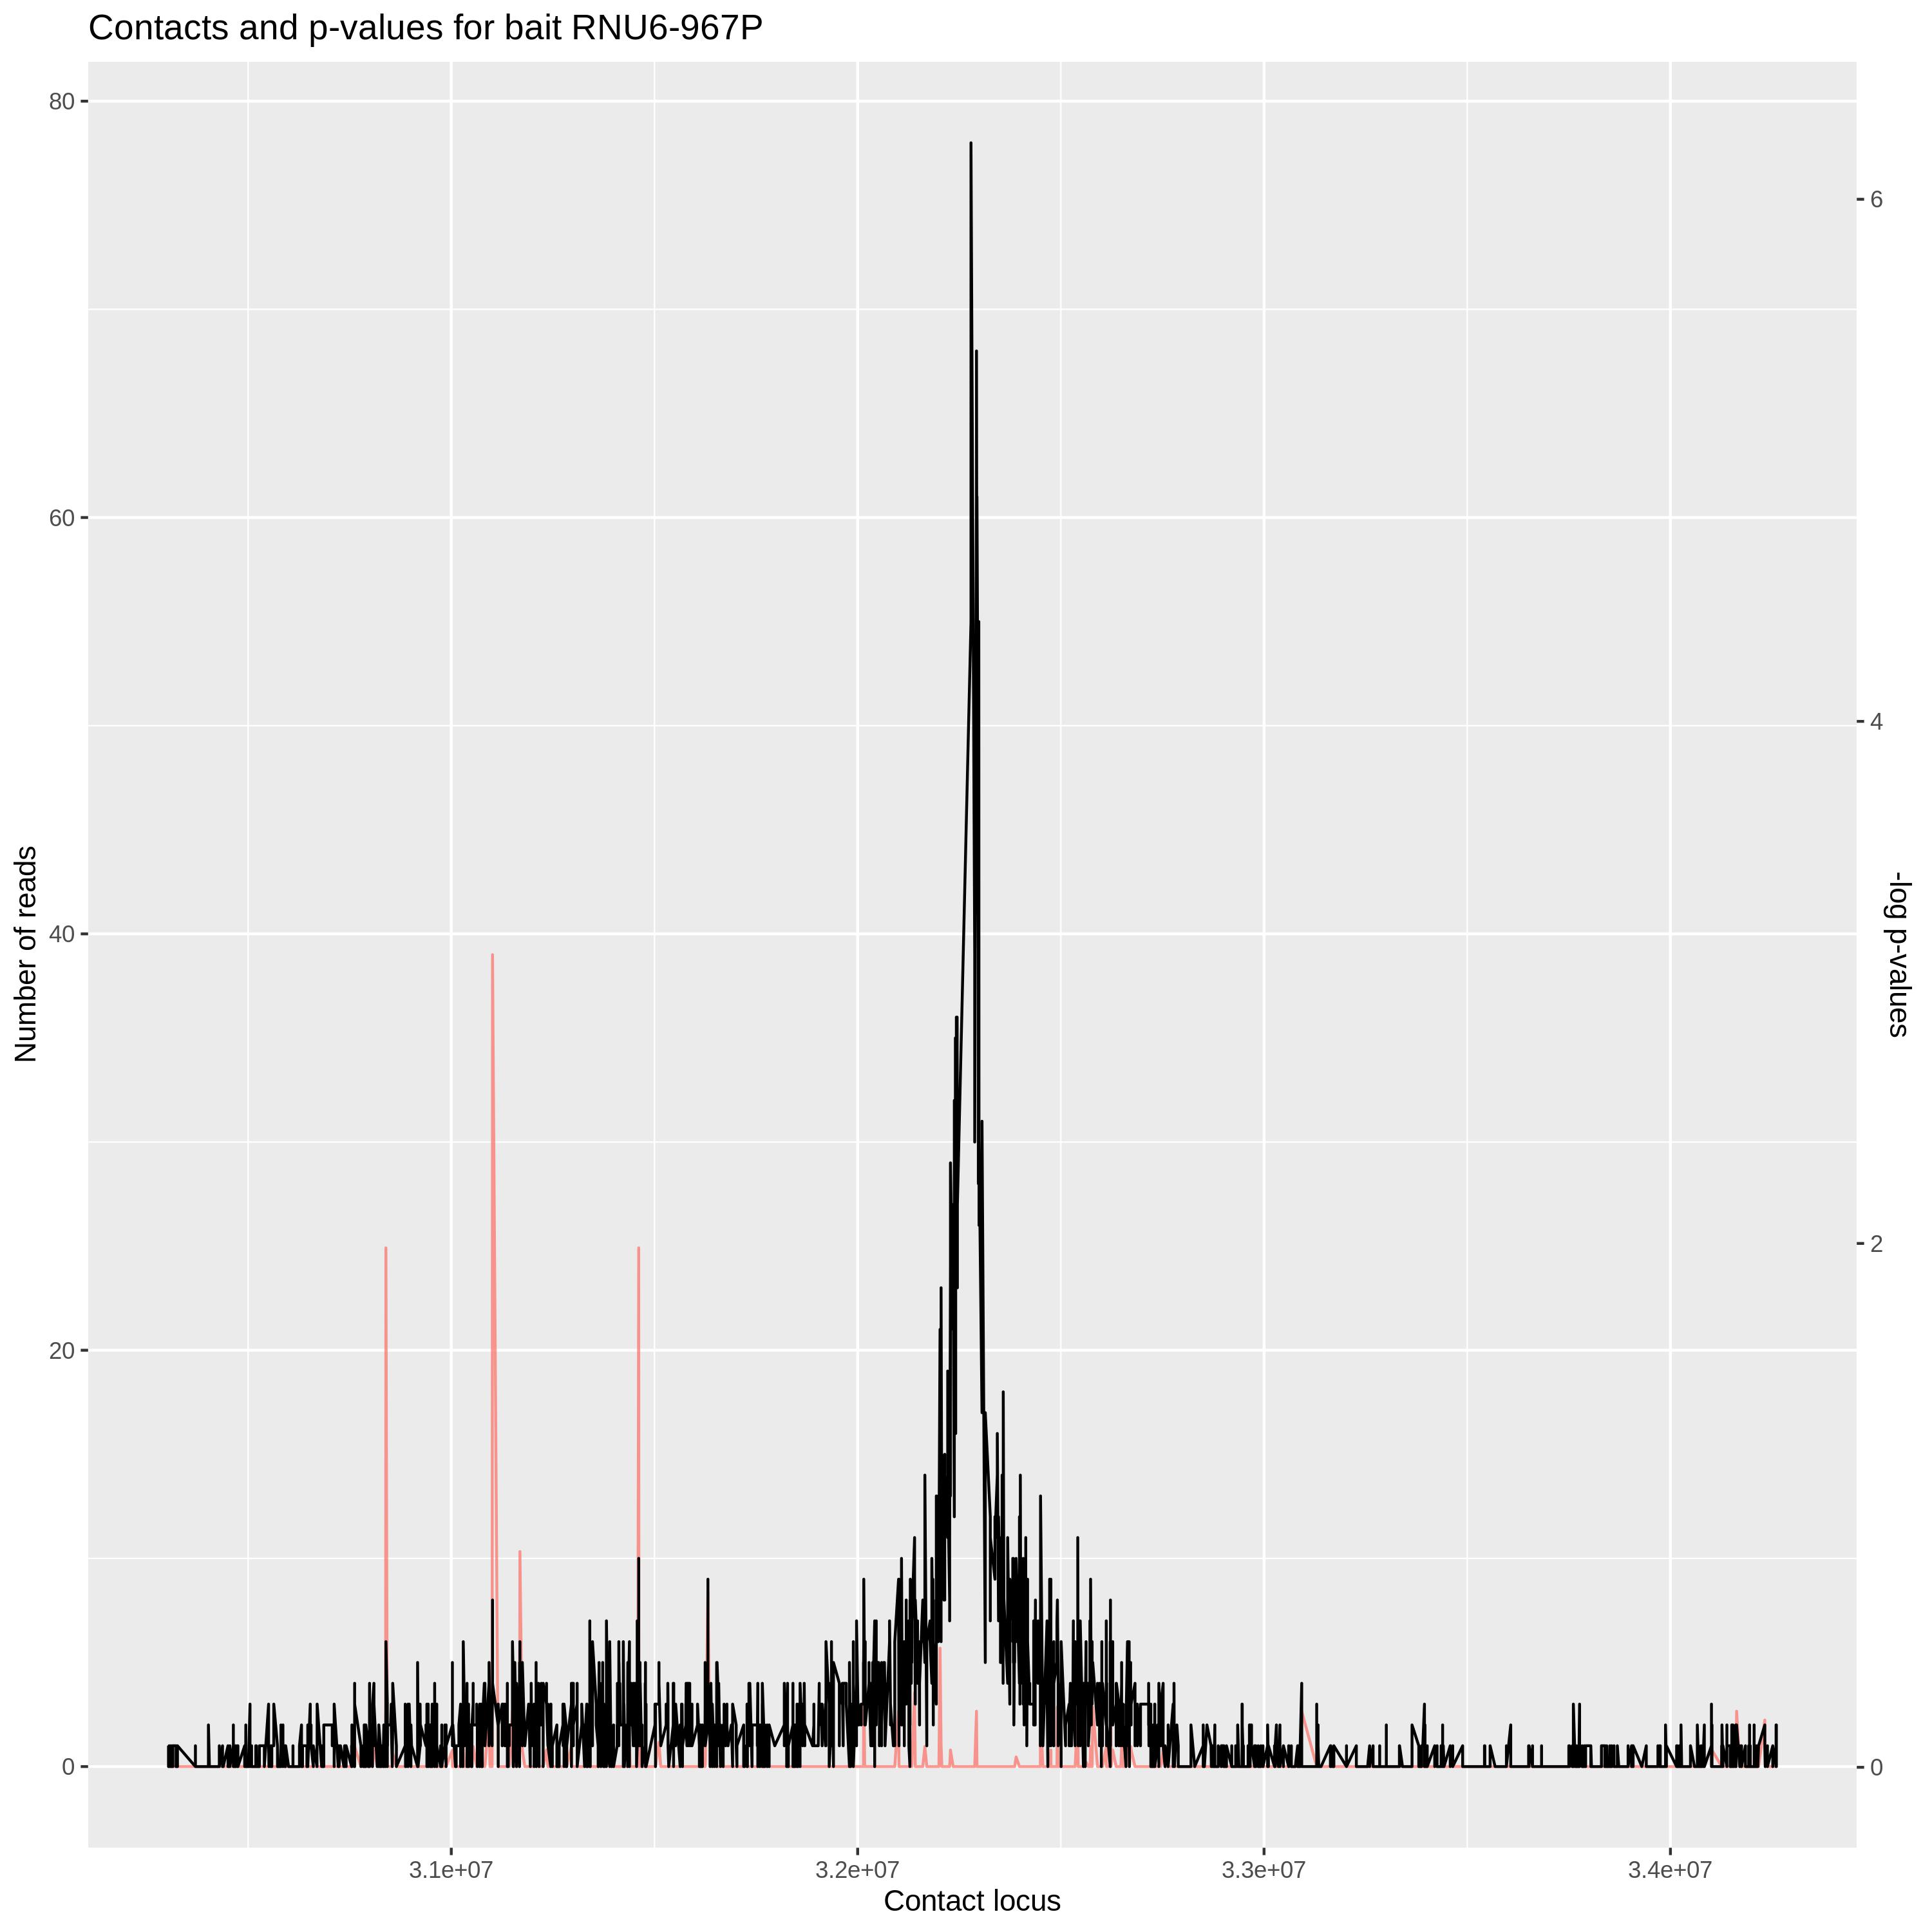 Contacts and p-values for bait RNU6-967P
80
60
40
20
0
6
4
2
0
Number of reads
-log p-values
3.1e+07
3.2e+07
3.3e+07
3.4e+07
Contact locus